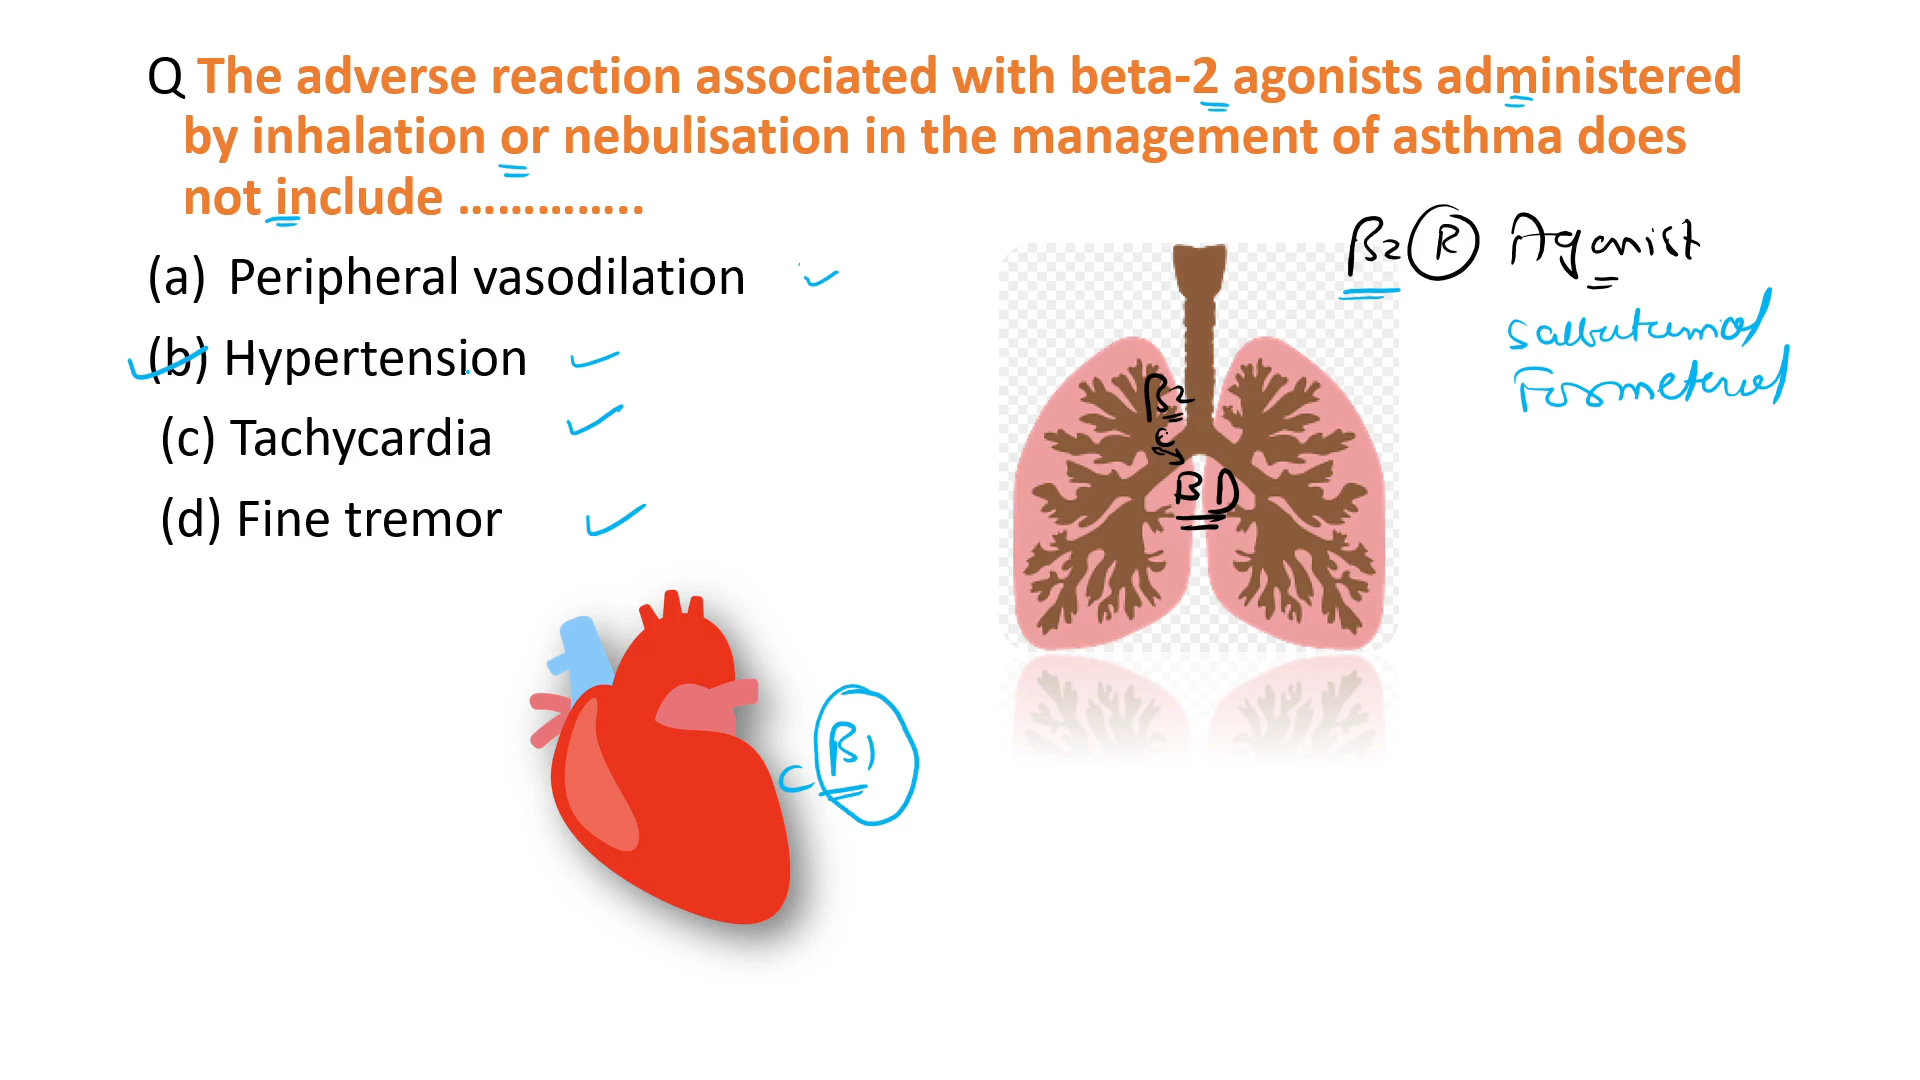 Q The adverse reaction associated with beta-2 agonists administered
by inhalation or nebulisation in the management of asthma does
not include …………..
(a) Peripheral vasodilation
(b) Hypertension
(c) Tachycardia
(d) Fine tremor
β2 R Agonist
Salbutamol
Formeterol
β2
BD
β1